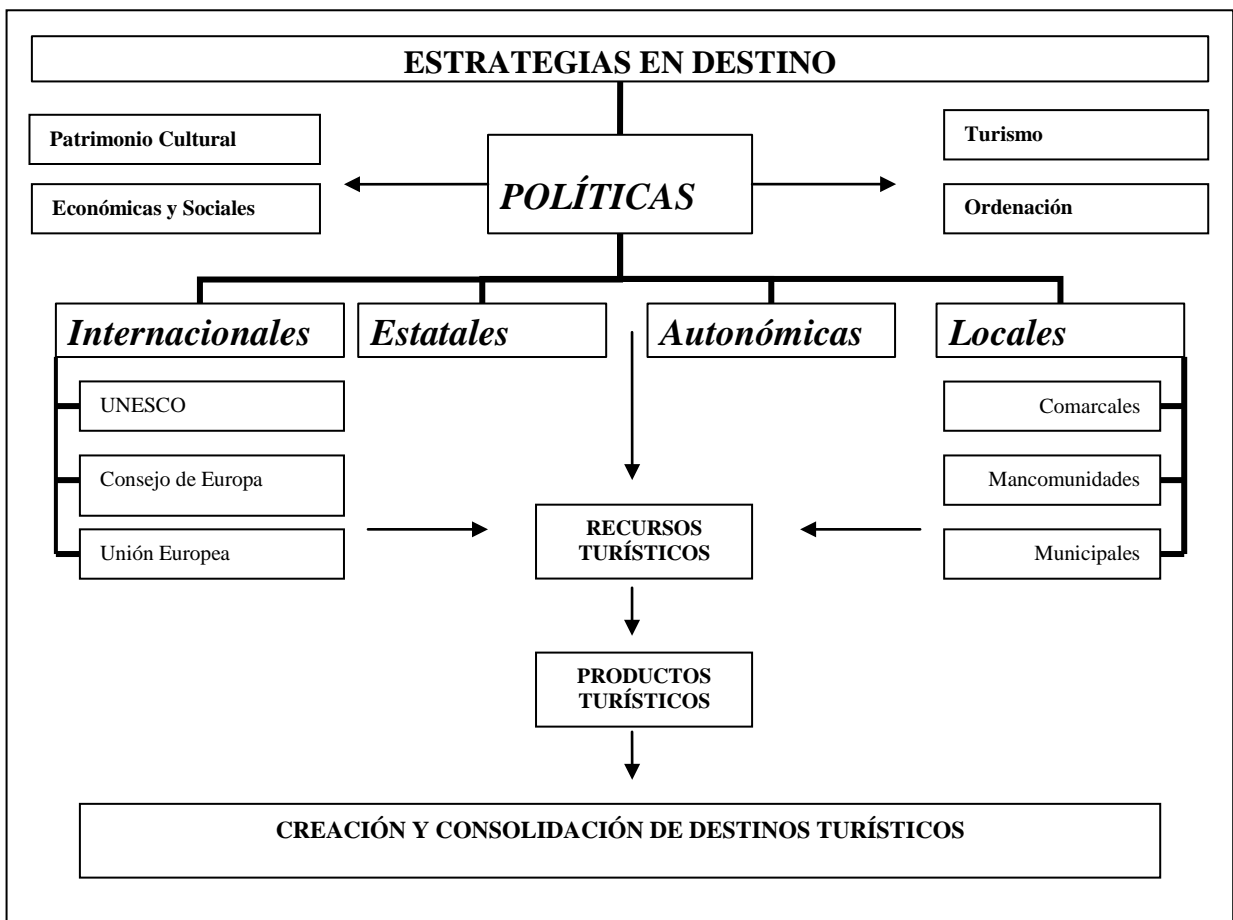 ESTRATEGIAS EN DESTINO
Patrimonio Cultural
Económicas y Sociales
POLÍTICAS
Turismo
Ordenación
Internacionales
Estatales
Autonómicas
Locales
UNESCO
Consejo de Europa
Unión Europea
Comarcales
Mancomunidades
Municipales
RECURSOS
TURÍSTICOS
PRODUCTOS
TURÍSTICOS
CREACIÓN Y CONSOLIDACIÓN DE DESTINOS TURÍSTICOS